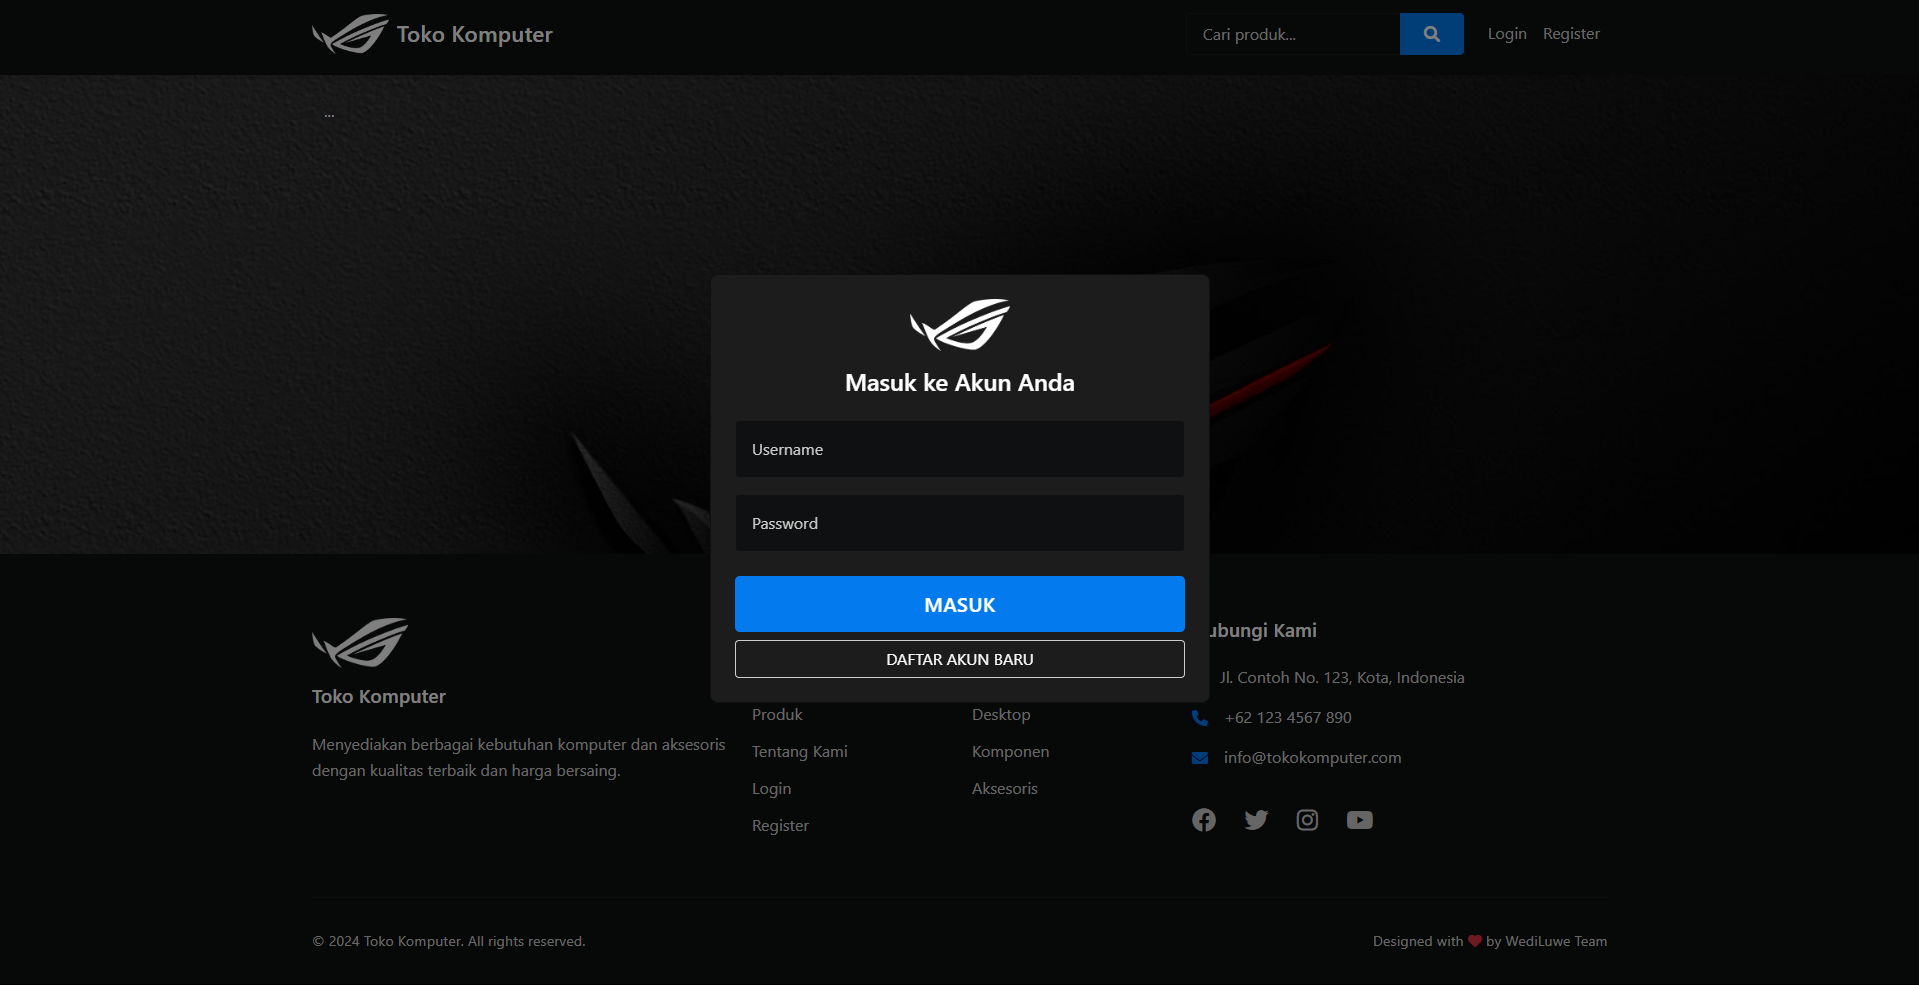 Toko Komputer
Cari produk...
Login
Register
...
Masuk ke Akun Anda
Username
Password
MASUK
DAFTAR AKUN BARU
Toko Komputer
Menyediakan berbagai kebutuhan komputer dan aksesoris
dengan kualitas terbaik dan harga bersaing.
Produk
Tentang Kami
Login
Register
Desktop
Komponen
Aksesoris
ubungi Kami
Jl. Contoh No. 123, Kota, Indonesia
+62 123 4567 890
info@tokokomputer.com
© 2024 Toko Komputer. All rights reserved.
Designed with ❤ by WediLuwe Team